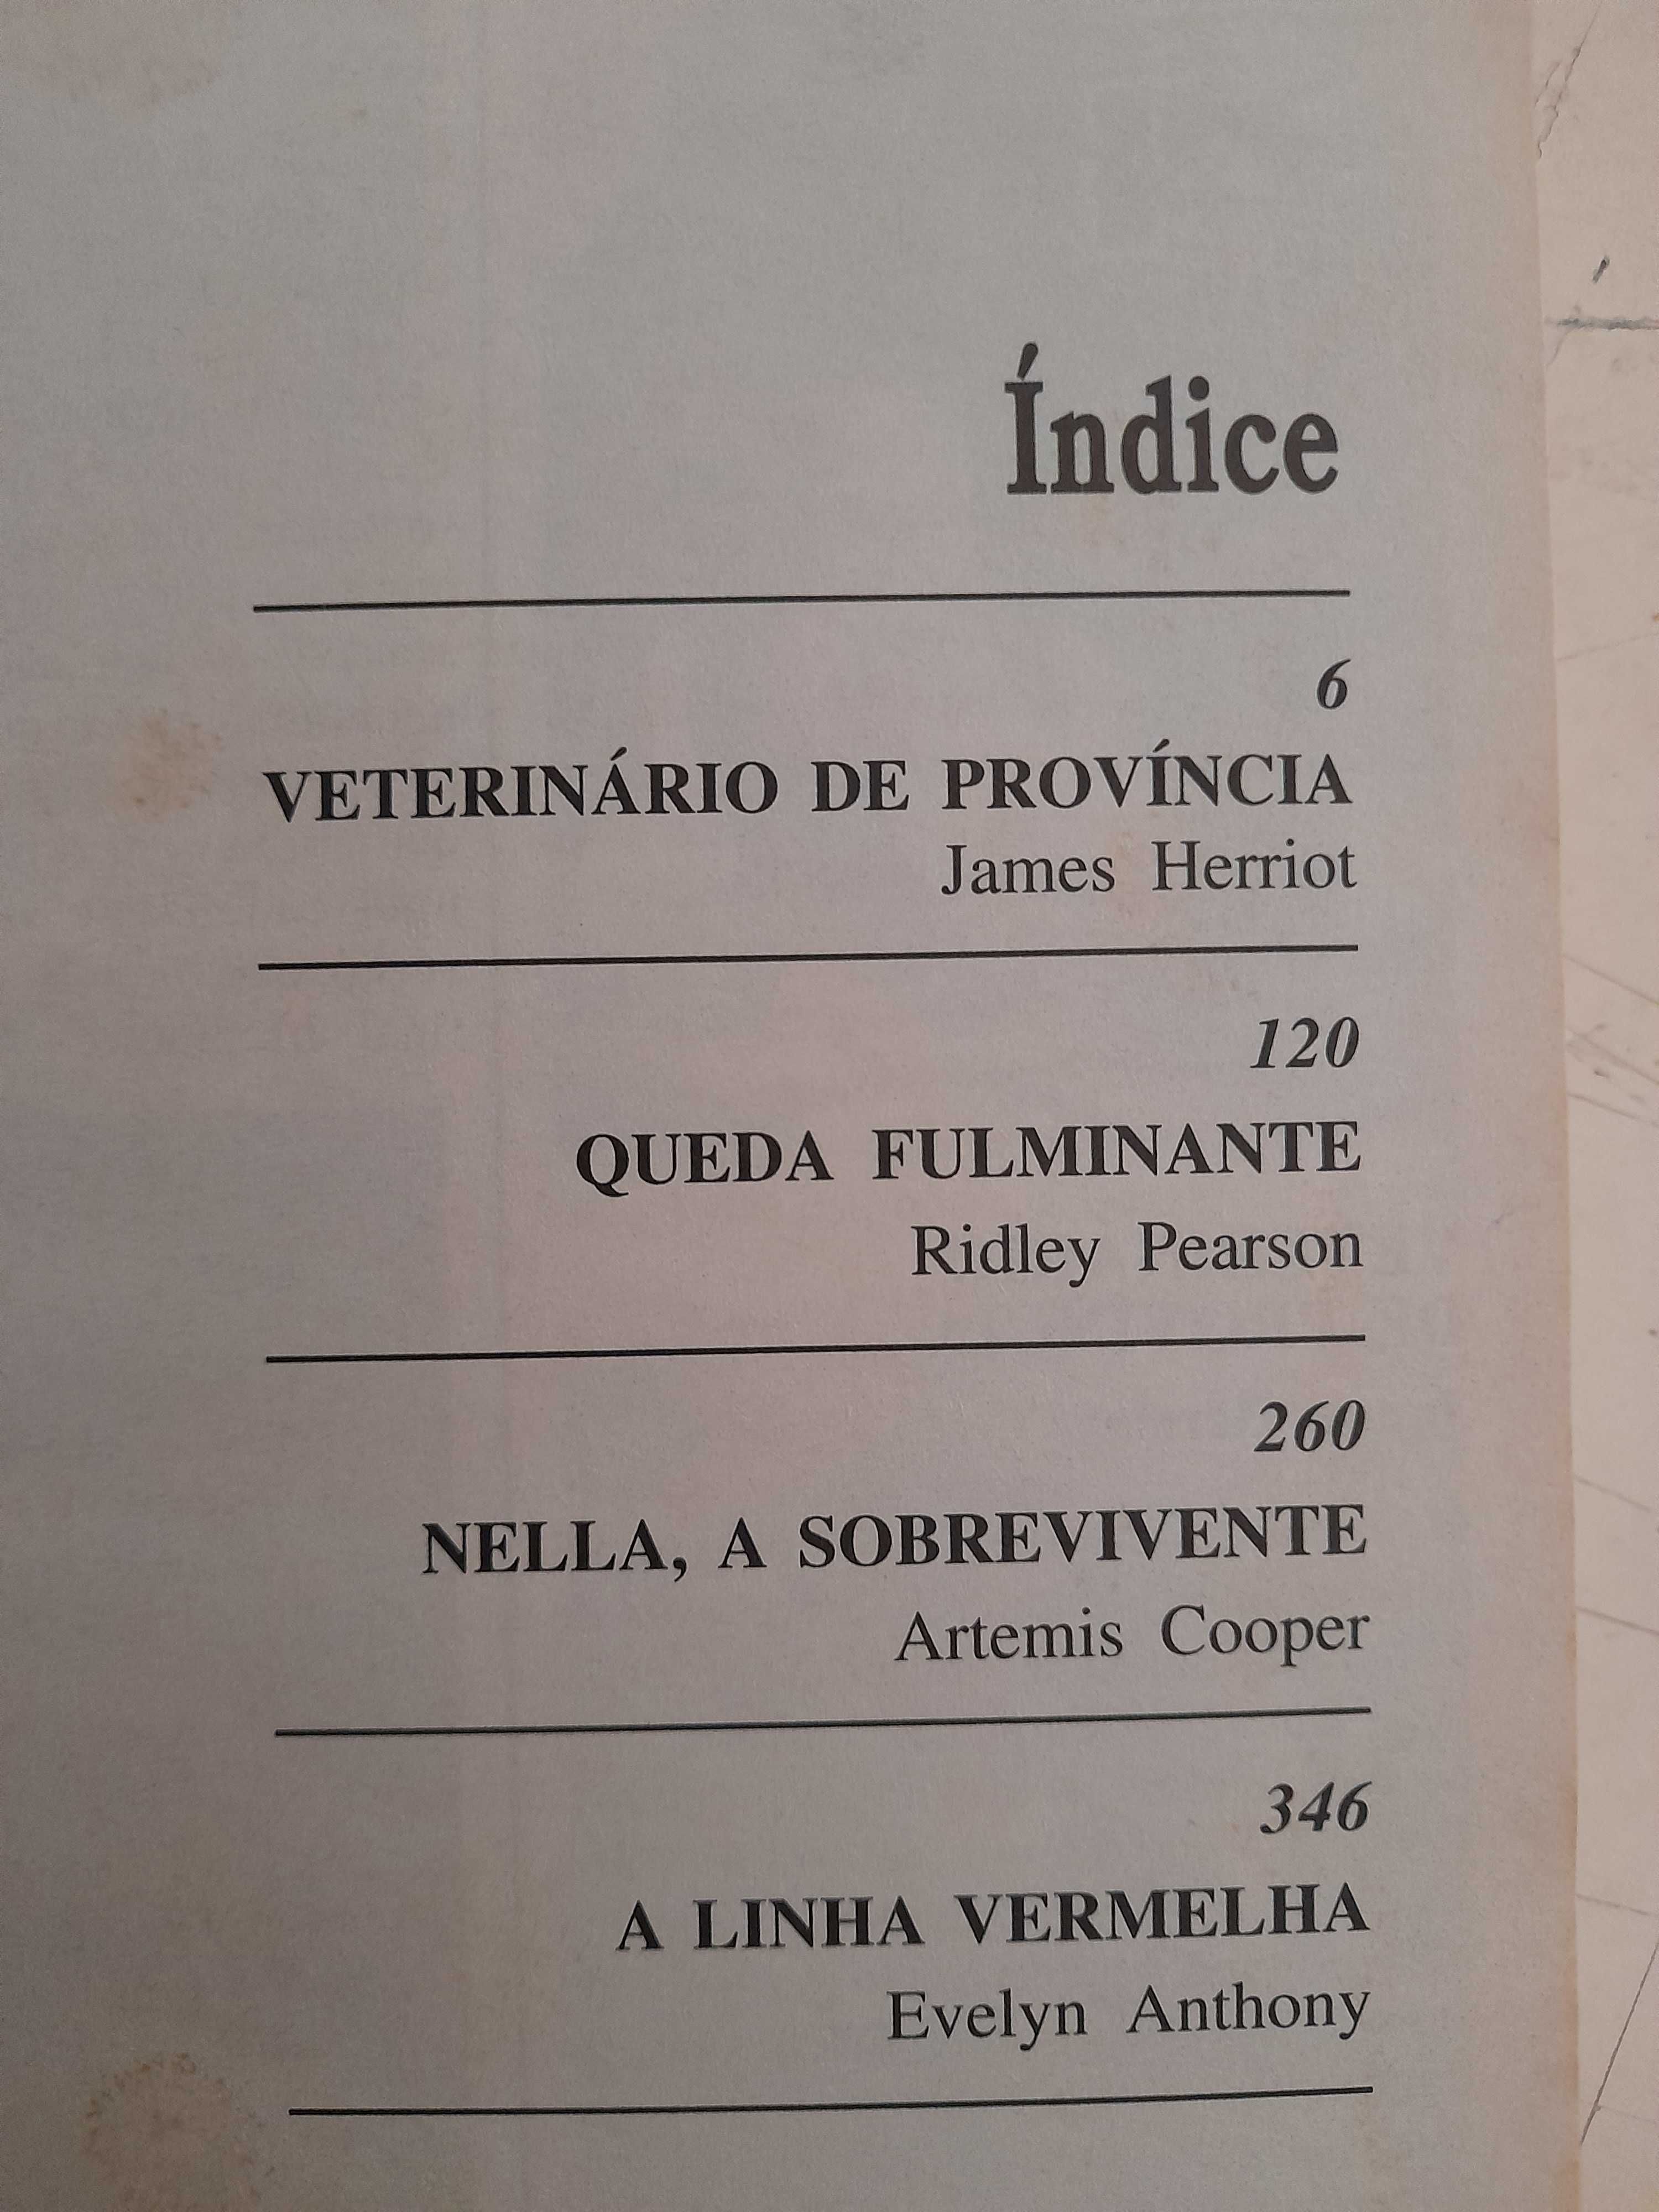 Índice
6
VETERINÁRIO DE PROVÍNCIA
James Herriot
120
QUEDA FULMINANTE
Ridley Pearson
260
NELLA, A SOBREVIVENTE
Artemis Cooper
346
A LINHA VERMELHA
Evelyn Anthony